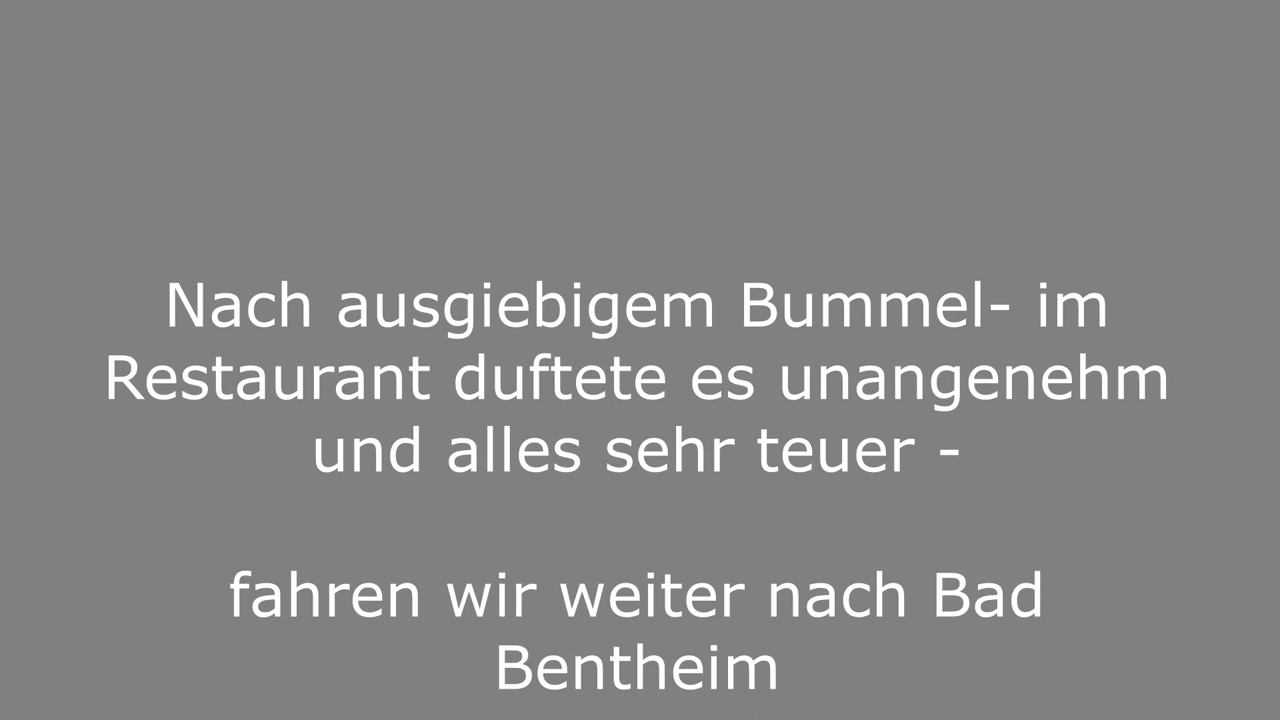 Nach ausgiebigem Bummel- im
Restaurant duftete es unangenehm
und alles sehr teuer -
fahren wir weiter nach Bad
Bentheim